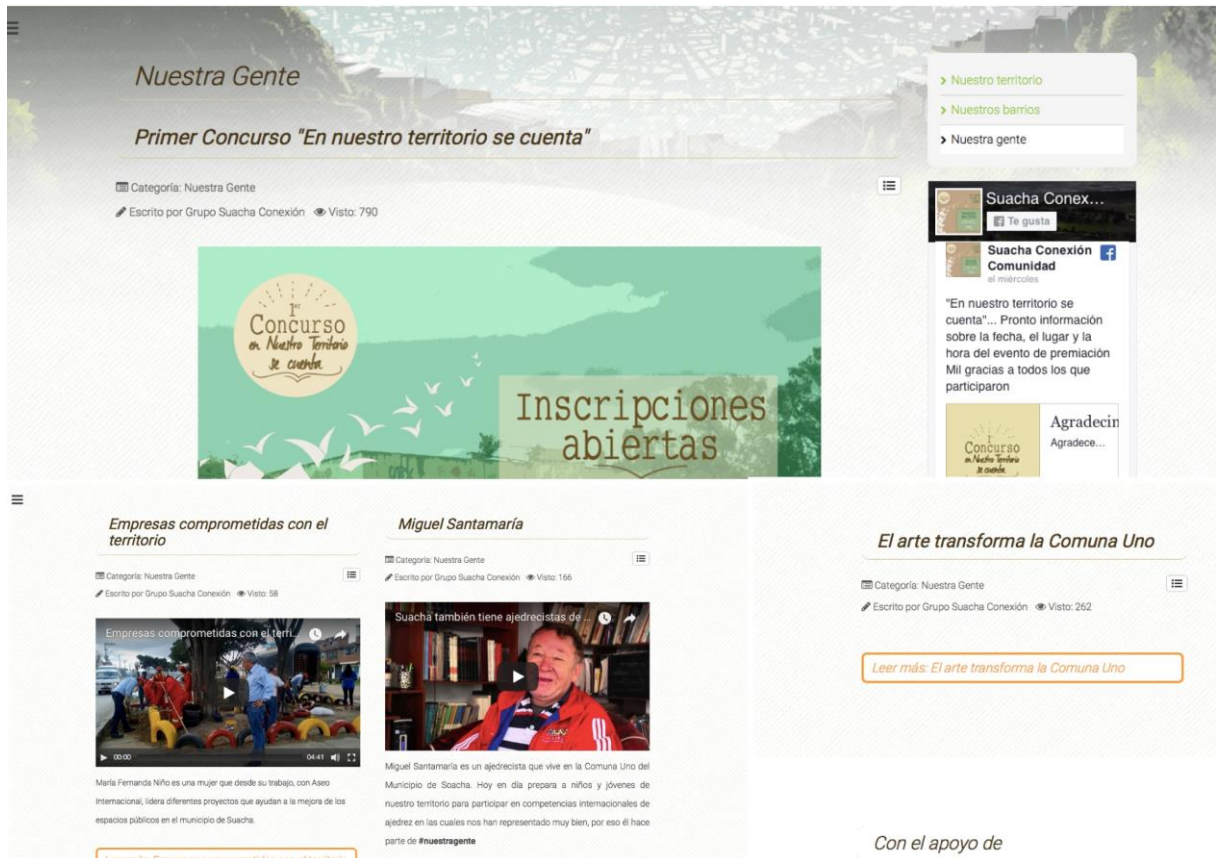 Nuestra Gente
Primer Concurso "En nuestro territorio se cuenta"
Categoría: Nuestra Gente
Escrito por Grupo Suacha Conexión Visto: 790
1er
Concurso
en Nuestro Territorio
se cuenta
Inscripciones
abiertas
Nuestro territorio
Nuestros barrios
Nuestra gente
Suacha Conex...
Te gusta
Suacha Conexión
Comunidad
el miércoles
"En nuestro territorio se
cuenta"... Pronto información
sobre la fecha, el lugar y la
hora del evento de premiación
Mil gracias a todos los que
participaron
1er
Concurso
en Nuestro Territorio
se cuenta
Agradecin
Agradece...
Empresas comprometidas con el
territorio
Categoría: Nuestra Gente
Escrito por Grupo Suacha Conexión Visto: 58
Empresas comprometidas con el terri...
00:00 04:41
María Fernanda Niño es una mujer que desde su trabajo, con Aseo
Internacional, lidera diferentes proyectos que ayudan a la mejora de los
espacios públicos en el municipio de Suacha.
Miguel Santamaría
Categoría: Nuestra Gente
Escrito por Grupo Suacha Conexión Visto: 166
Suacha también tiene ajedrecistas de ...
Miguel Santamaría es un ajedrecista que vive en la Comuna Uno del
Municipio de Soacha. Hoy en día prepara a niños y jóvenes de
nuestro territorio para participar en competencias internacionales de
ajedrez en las cuales nos han representado muy bien, por eso él hace
parte de #nuestragente
El arte transforma la Comuna Uno
Categoría: Nuestra Gente
Escrito por Grupo Suacha Conexión Visto: 262
Leer más: El arte transforma la Comuna Uno
Con el apoyo de